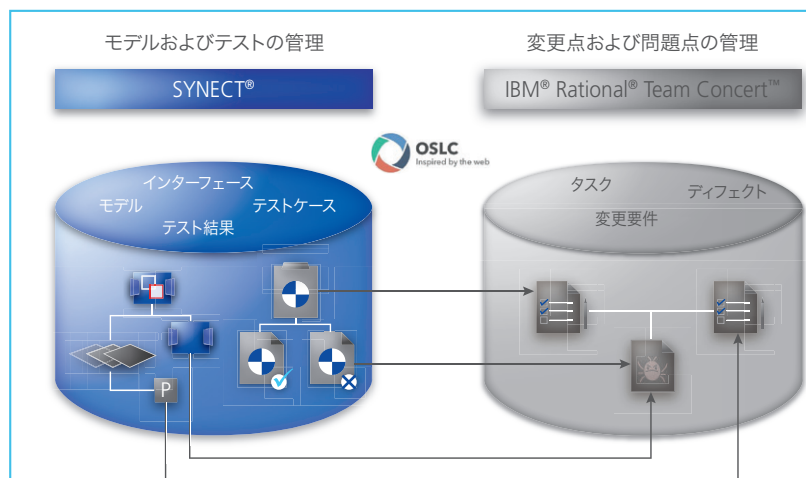 モデルおよびテストの管理
変更点および問題点の管理
SYNECT®
IBM® Rational® Team Concert™
OSLC
Inspired by the web
インターフェース
モデル
テストケース
テスト結果
タスク
ディフェクト
変更要件
P